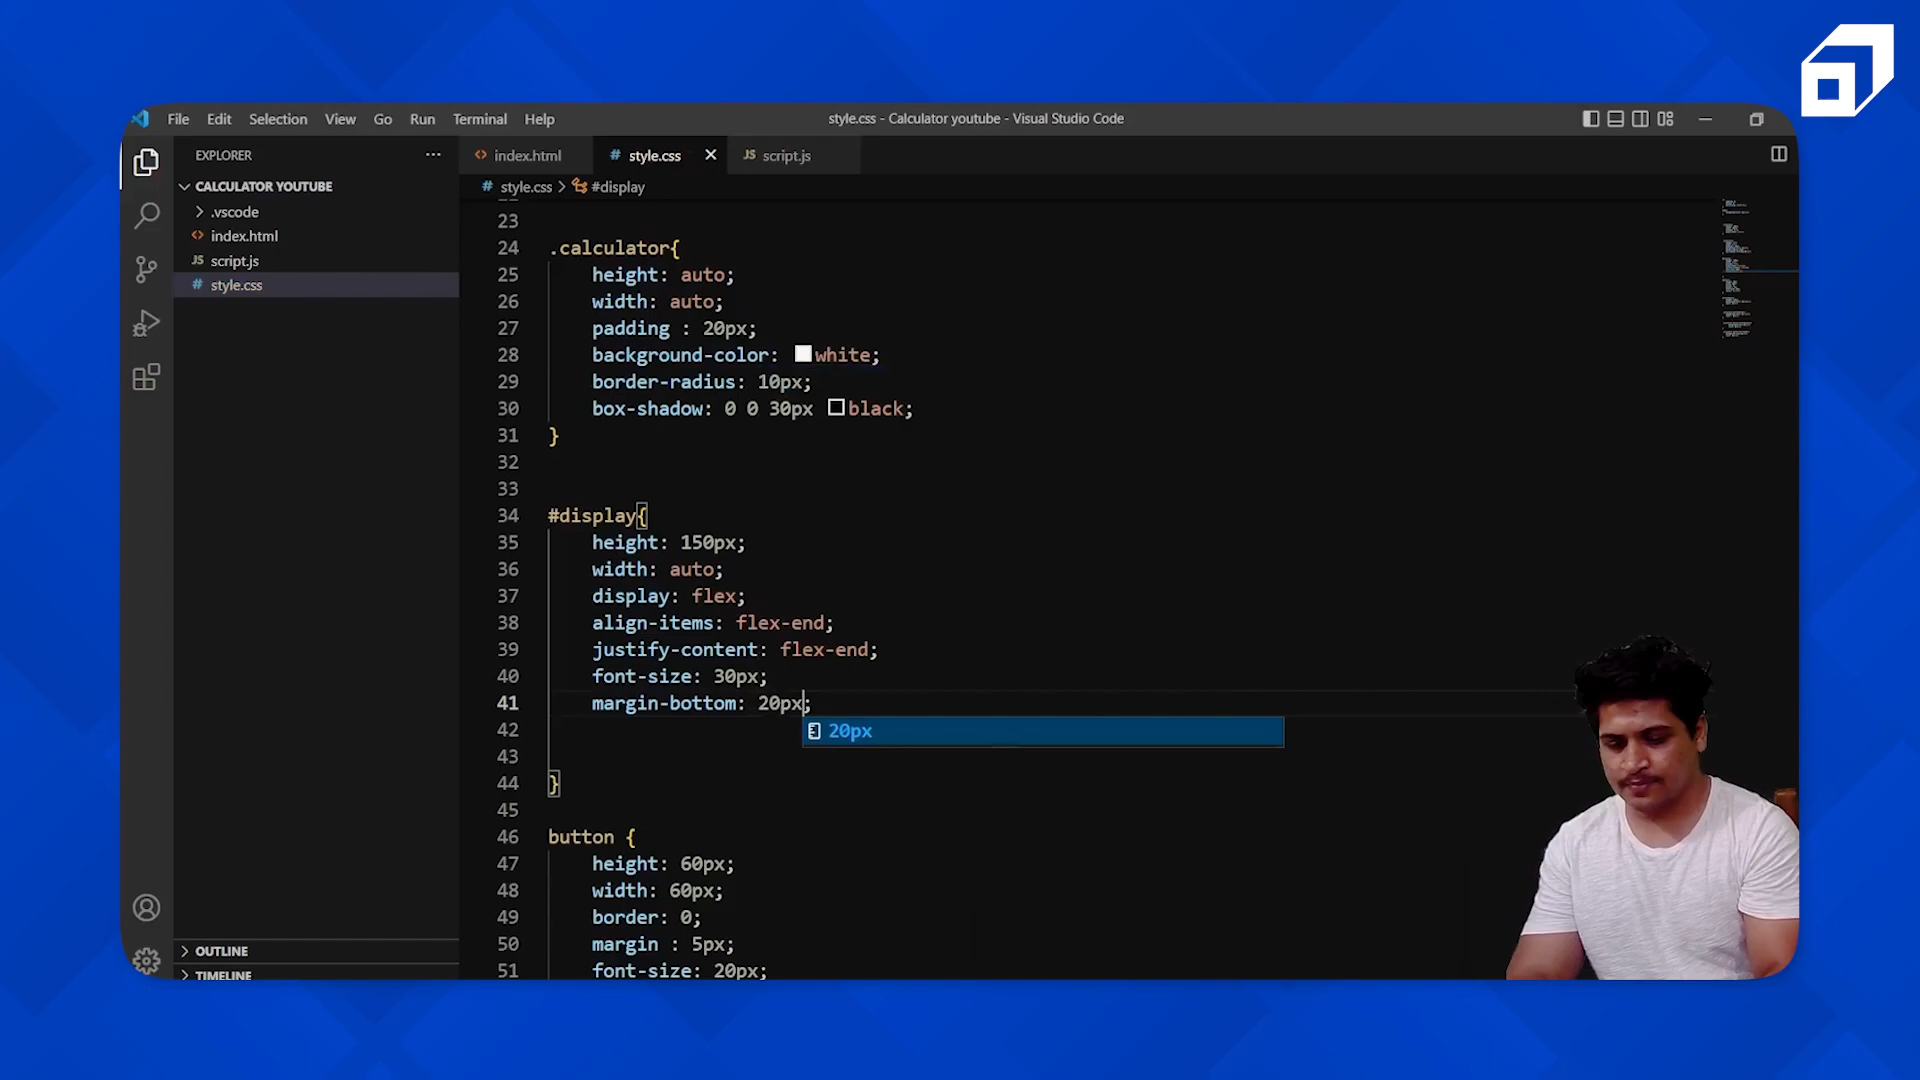 File Edit Selection View Go Run Terminal Help
style.css - Calculator youtube - Visual Studio Code
EXPLORER
index.html
style.css
JS script.js
CALCULATOR YOUTUBE
# style.css > #display
.vscode
index.html
JS script.js
# style.css
23
24 .calculator{
25 height: auto;
26 width: auto;
27 padding : 20px;
28 background-color: white;
29 border-radius: 10px;
30 box-shadow: 0 0 30px black;
31 }
32
33
34 #display{
35 height: 150px;
36 width: auto;
37 display: flex;
38 align-items: flex-end;
39 justify-content: flex-end;
40 font-size: 30px;
41 margin-bottom: 20px;
42 20px
43
44 }
45
46 button {
47 height: 60px;
48 width: 60px;
49 border: 0;
50 margin : 5px;
51 font-size: 20px;
OUTLINE
TIMELINE